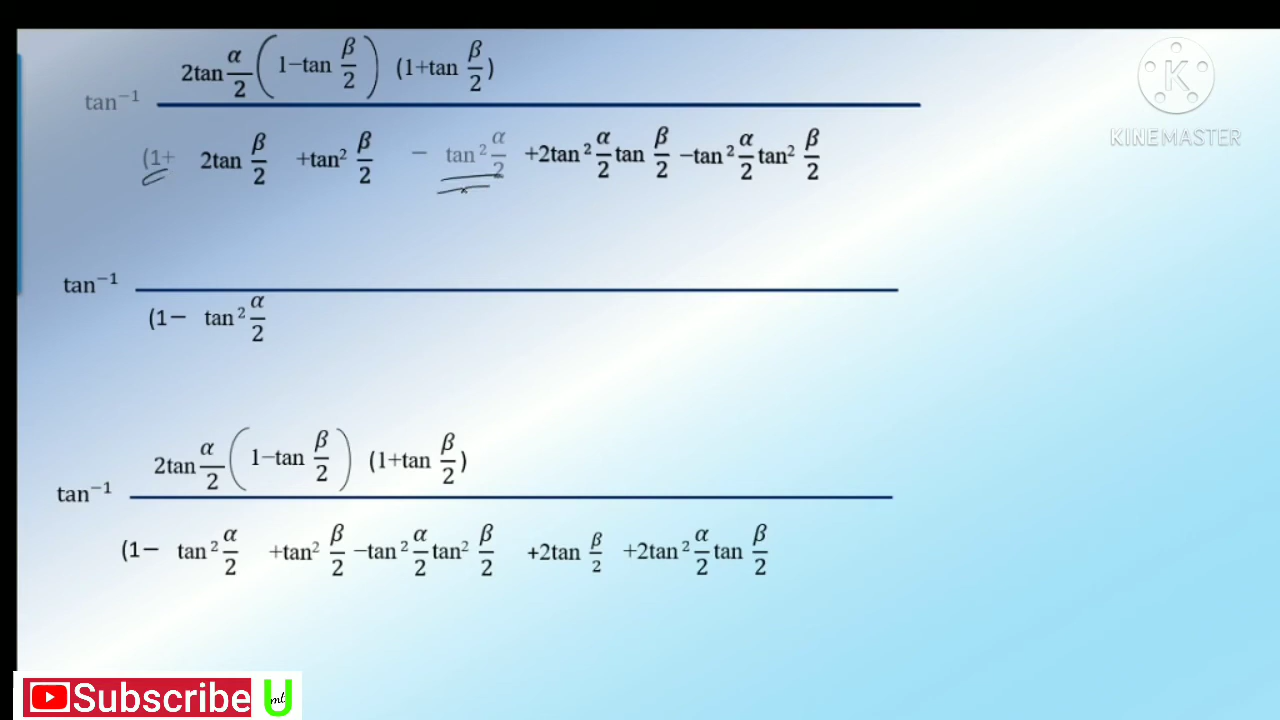 2tan α/2 (1−tan β/2) (1+tan β/2)
tan⁻¹
(1+ 2tan β/2 +tan² β/2 − tan² α/2 +2tan² α/2 tan β/2 −tan² α/2 tan² β/2
K
KINEMASTER
tan⁻¹
(1− tan² α/2
2tan α/2 (1−tan β/2) (1+tan β/2)
tan⁻¹
(1− tan² α/2 +tan² β/2 −tan² α/2 tan² β/2 +2tan β/2 +2tan² α/2 tan β/2
Subscribe U
mt